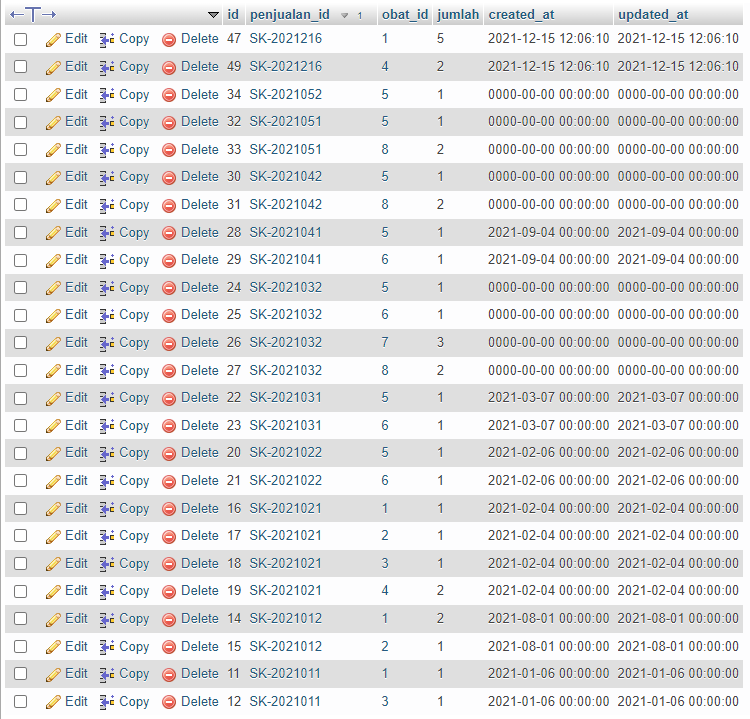 id penjualan_id 1 obat_id jumlah created_at updated_at
Edit Copy Delete 47 SK-2021216 1 5 2021-12-15 12:06:10 2021-12-15 12:06:10
Edit Copy Delete 49 SK-2021216 4 2 2021-12-15 12:06:10 2021-12-15 12:06:10
Edit Copy Delete 34 SK-2021052 5 1 0000-00-00 00:00:00 0000-00-00 00:00:00
Edit Copy Delete 32 SK-2021051 5 1 0000-00-00 00:00:00 0000-00-00 00:00:00
Edit Copy Delete 33 SK-2021051 8 2 0000-00-00 00:00:00 0000-00-00 00:00:00
Edit Copy Delete 30 SK-2021042 5 1 0000-00-00 00:00:00 0000-00-00 00:00:00
Edit Copy Delete 31 SK-2021042 8 2 0000-00-00 00:00:00 0000-00-00 00:00:00
Edit Copy Delete 28 SK-2021041 5 1 2021-09-04 00:00:00 2021-09-04 00:00:00
Edit Copy Delete 29 SK-2021041 6 1 2021-09-04 00:00:00 2021-09-04 00:00:00
Edit Copy Delete 24 SK-2021032 5 1 0000-00-00 00:00:00 0000-00-00 00:00:00
Edit Copy Delete 25 SK-2021032 6 1 0000-00-00 00:00:00 0000-00-00 00:00:00
Edit Copy Delete 26 SK-2021032 7 3 0000-00-00 00:00:00 0000-00-00 00:00:00
Edit Copy Delete 27 SK-2021032 8 2 0000-00-00 00:00:00 0000-00-00 00:00:00
Edit Copy Delete 22 SK-2021031 5 1 2021-03-07 00:00:00 2021-03-07 00:00:00
Edit Copy Delete 23 SK-2021031 6 1 2021-03-07 00:00:00 2021-03-07 00:00:00
Edit Copy Delete 20 SK-2021022 5 1 2021-02-06 00:00:00 2021-02-06 00:00:00
Edit Copy Delete 21 SK-2021022 6 1 2021-02-06 00:00:00 2021-02-06 00:00:00
Edit Copy Delete 16 SK-2021021 1 1 2021-02-04 00:00:00 2021-02-04 00:00:00
Edit Copy Delete 17 SK-2021021 2 1 2021-02-04 00:00:00 2021-02-04 00:00:00
Edit Copy Delete 18 SK-2021021 3 1 2021-02-04 00:00:00 2021-02-04 00:00:00
Edit Copy Delete 19 SK-2021021 4 2 2021-02-04 00:00:00 2021-02-04 00:00:00
Edit Copy Delete 14 SK-2021012 1 2 2021-08-01 00:00:00 2021-08-01 00:00:00
Edit Copy Delete 15 SK-2021012 2 1 2021-08-01 00:00:00 2021-08-01 00:00:00
Edit Copy Delete 11 SK-2021011 1 1 2021-01-06 00:00:00 2021-01-06 00:00:00
Edit Copy Delete 12 SK-2021011 3 1 2021-01-06 00:00:00 2021-01-06 00:00:00